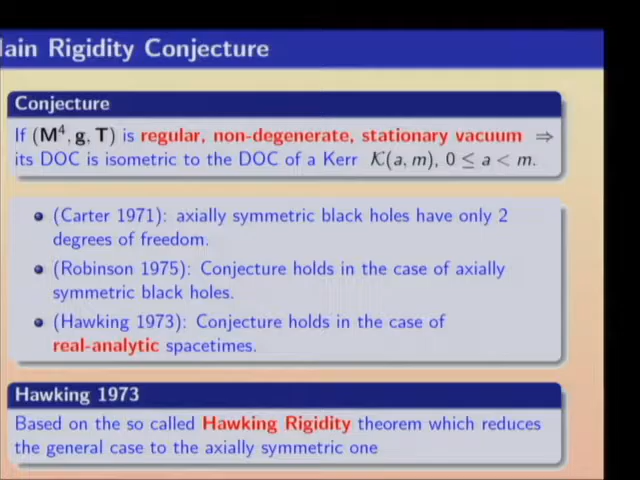 ain Rigidity Conjecture
Conjecture
If (M⁴, g, T) is regular, non-degenerate, stationary vacuum ⇒
its DOC is isometric to the DOC of a Kerr K(a, m), 0 ≤ a < m.
(Carter 1971): axially symmetric black holes have only 2
degrees of freedom.
(Robinson 1975): Conjecture holds in the case of axially
symmetric black holes.
(Hawking 1973): Conjecture holds in the case of
real-analytic spacetimes.
Hawking 1973
Based on the so called Hawking Rigidity theorem which reduces
the general case to the axially symmetric one